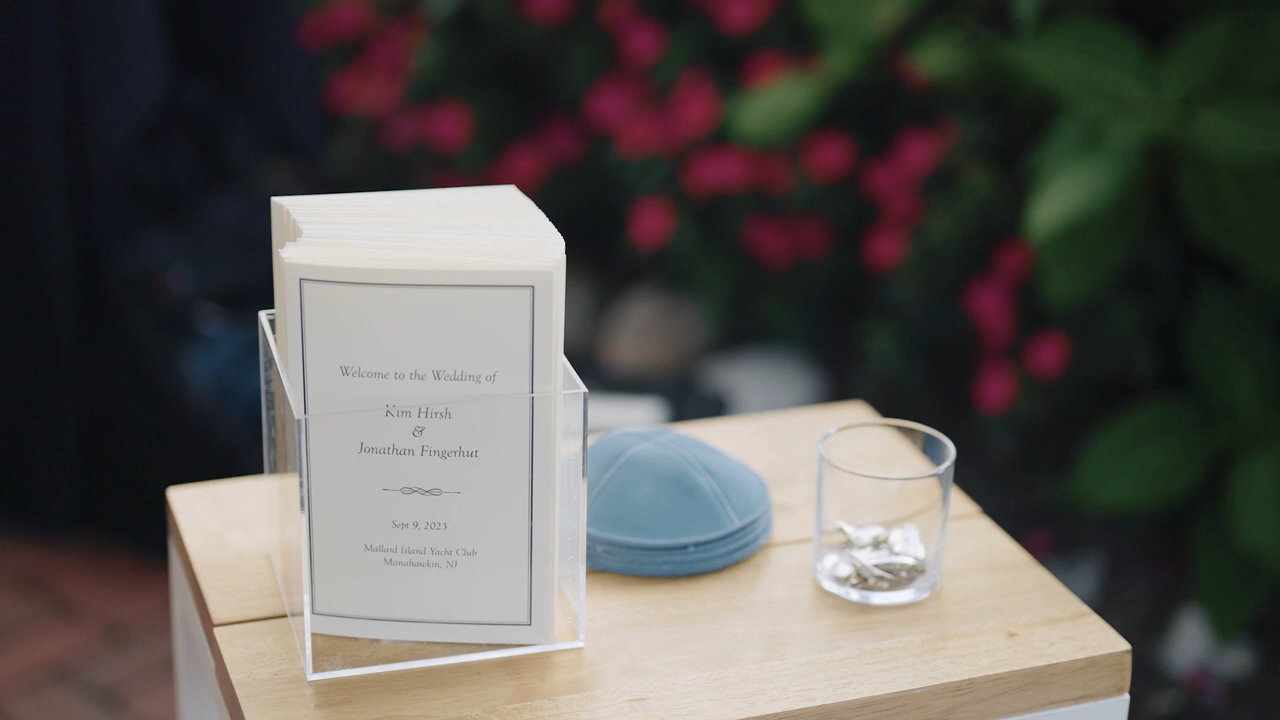 Welcome to the Wedding of
Kim Hirsh
&
Jonathan Fingerhut
Sept 9, 2023
Mallard Island Yacht Club
Manahawkin, NJ